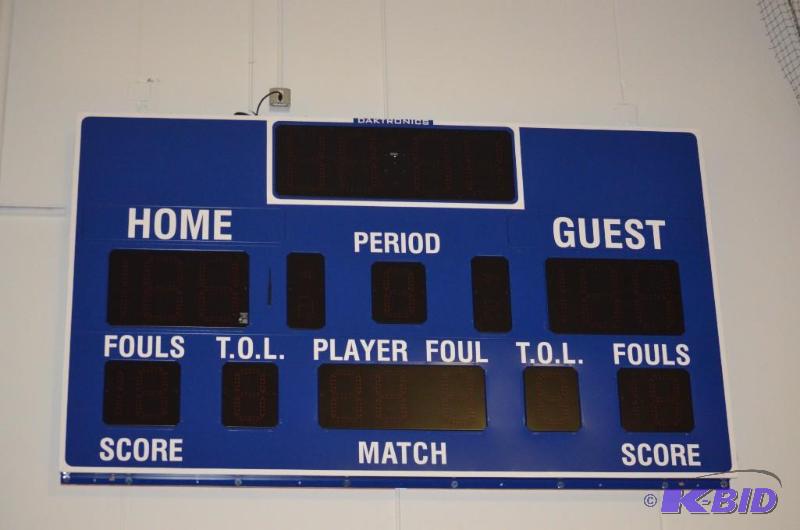 DAKTRONICS
HOME
GUEST
PERIOD
FOULS T.O.L. PLAYER FOUL T.O.L. FOULS
SCORE MATCH SCORE
© K-BID